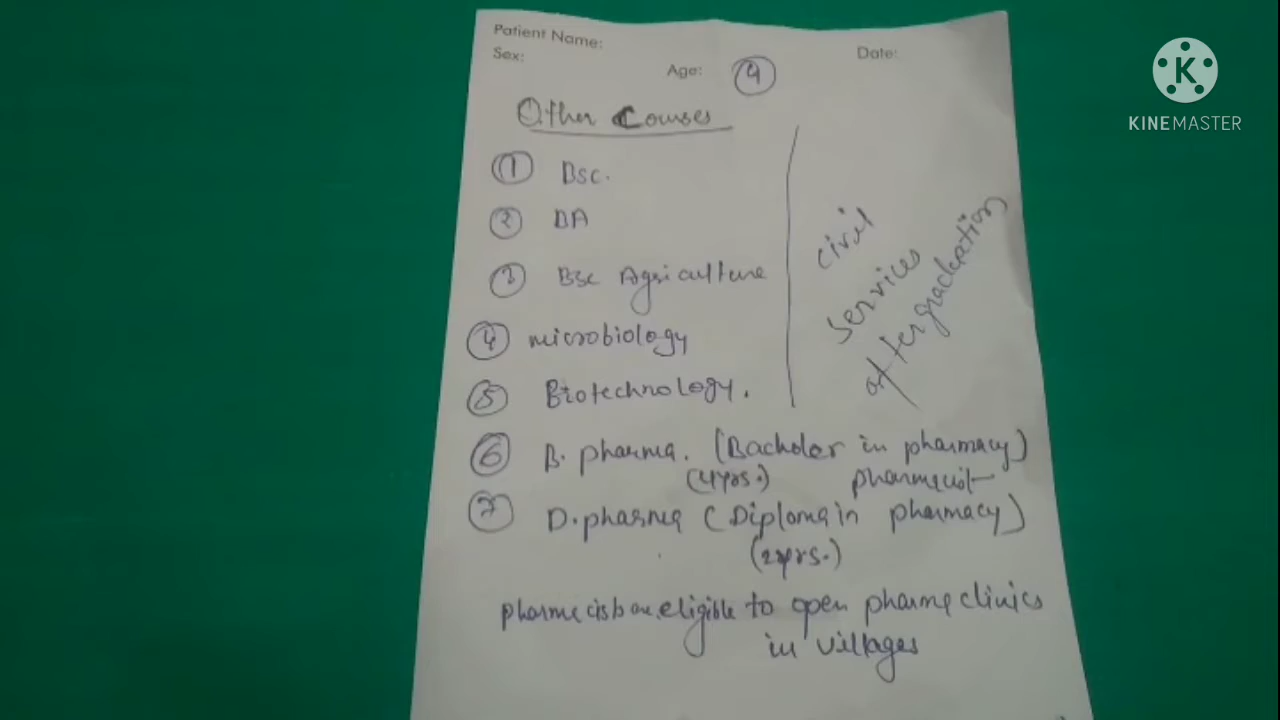 Patient Name:
Sex:
Age: ④
Date:
Other Courses
① Bsc.
② BA
③ Bsc Agriculture
④ microbiology
⑤ Biotechnology.
⑥ B. pharma. (Bacholer in pharmacy)
(4yrs.) pharmacist
⑦ D. pharma (Diploma in pharmacy)
(2yrs.)
pharmecist are eligible to open pharma clinics
in villages
civil
services
after graduation
K
KINEMASTER